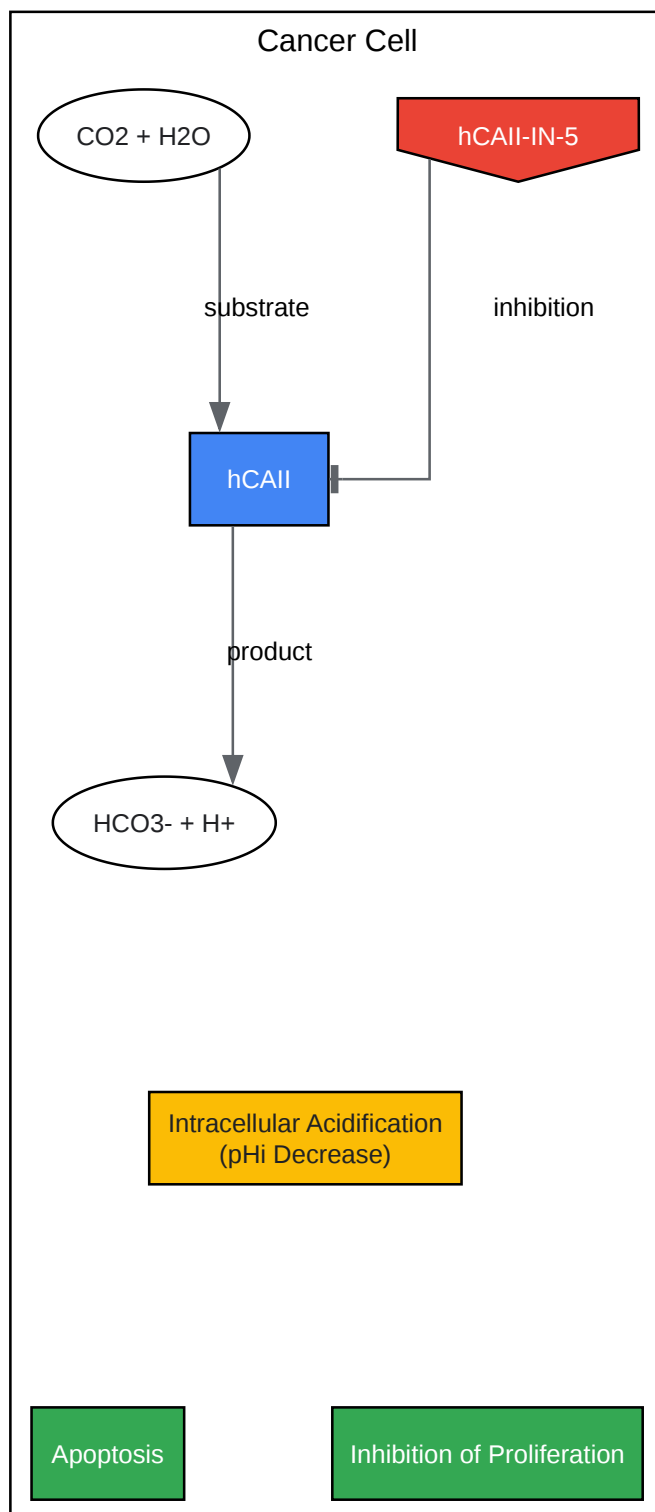 Cancer Cell
CO2 + H2O
hCAII-IN-5
substrate
inhibition
hCAII
product
HCO3- + H+
Intracellular Acidification
(pHi Decrease)
Apoptosis
Inhibition of Proliferation